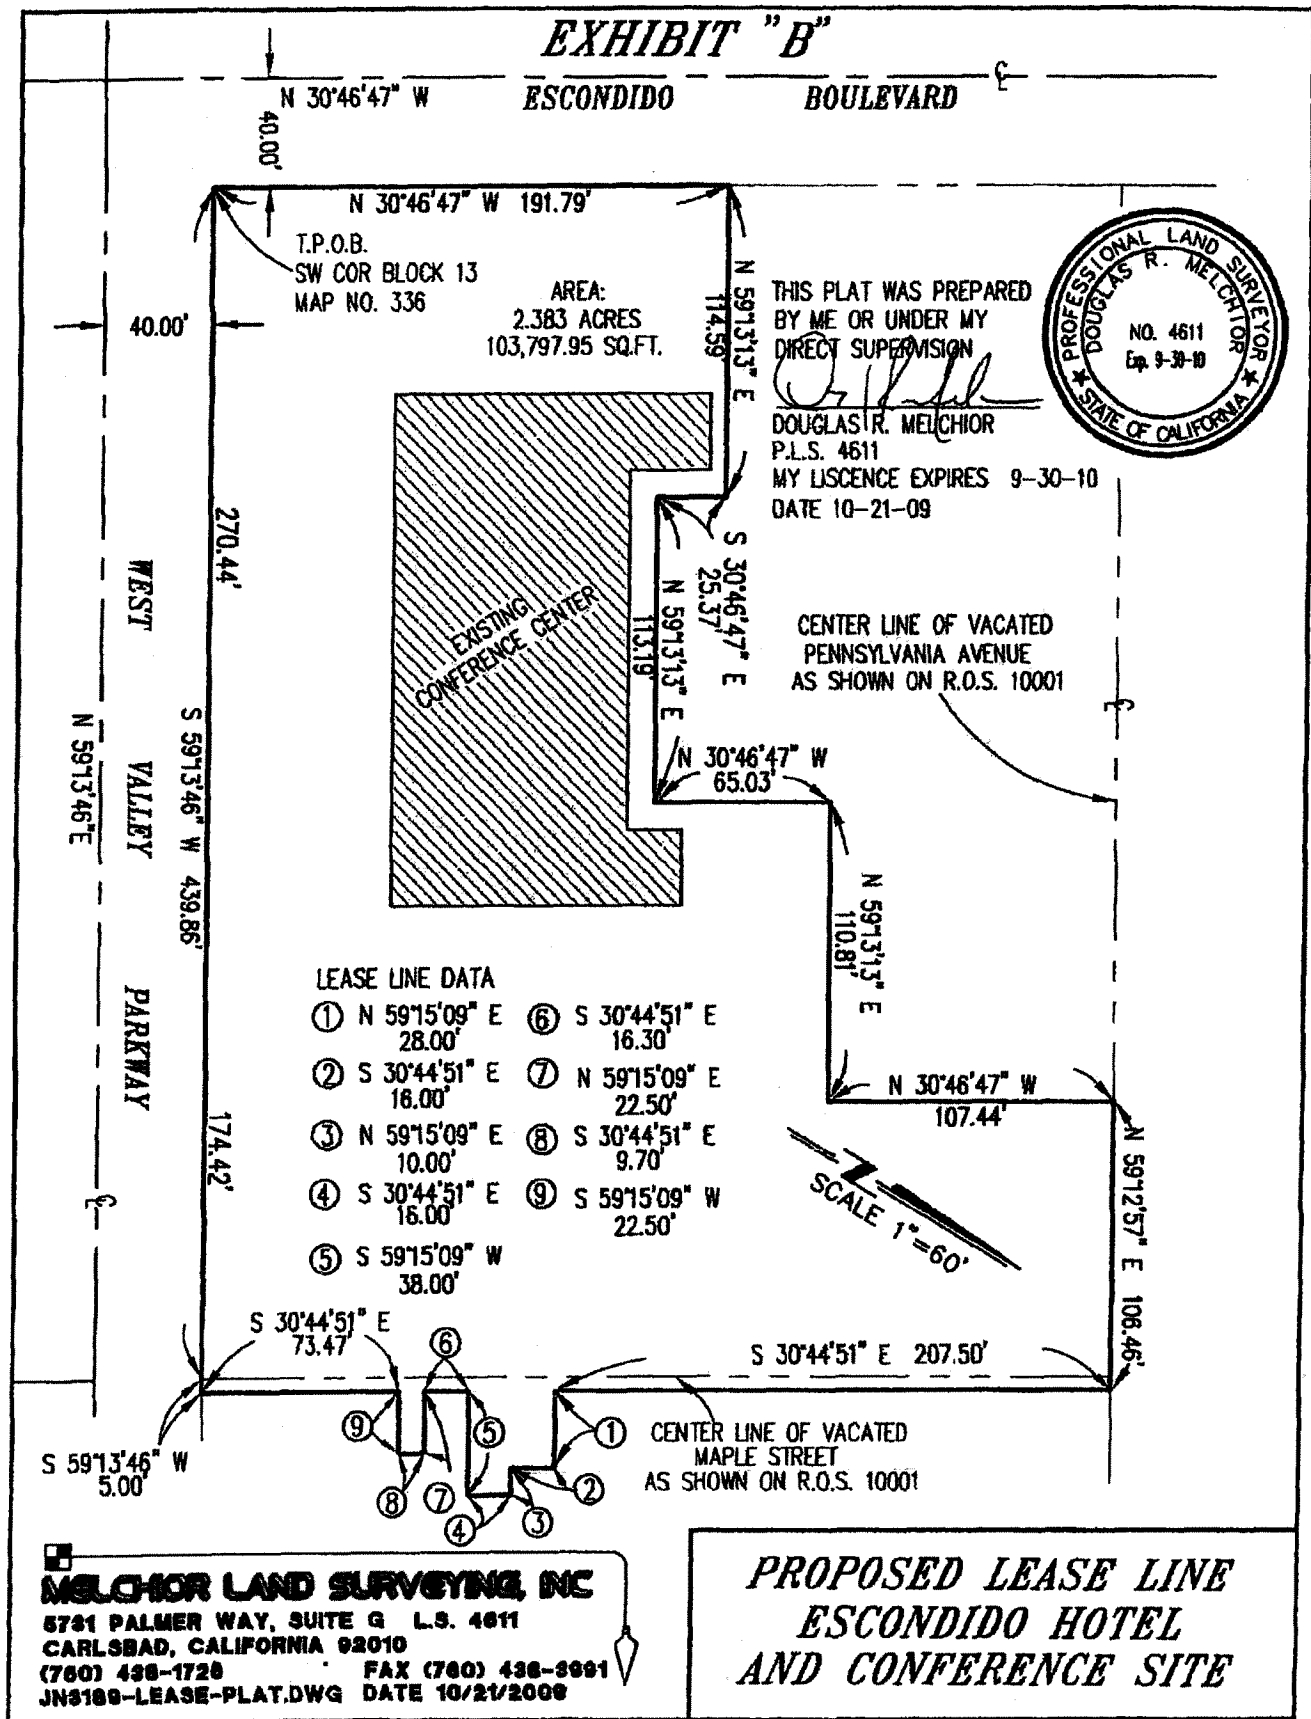 EXHIBIT "B"
N 30°46'47" W
ESCONDIDO BOULEVARD
40.00'
N 30°46'47" W 191.79'
T.P.O.B.
SW COR BLOCK 13
MAP NO. 336
40.00'
AREA:
2.383 ACRES
103,797.95 SQ.FT.
N 59°13'13" E
114.59
THIS PLAT WAS PREPARED
BY ME OR UNDER MY
DIRECT SUPERVISION
DOUGLAS R. MELCHIOR
P.L.S. 4611
MY LISCENCE EXPIRES 9-30-10
DATE 10-21-09
PROFESSIONAL LAND SURVEYOR
DOUGLAS R. MELCHIOR
NO. 4611
Exp. 9-30-10
STATE OF CALIFORNIA
270.44'
S 30°46'47" E
25.37'
N 59°13'13" E
113.19'
EXISTING
CONFERENCE CENTER
CENTER LINE OF VACATED
PENNSYLVANIA AVENUE
AS SHOWN ON R.O.S. 10001
WEST VALLEY PARKWAY
N 59°13'46"E
S 59°13'46" W 439.86'
N 30°46'47" W
65.03'
N 59°13'13" E
110.81'
LEASE LINE DATA
1 N 59°15'09" E
28.00'
2 S 30°44'51" E
16.00'
3 N 59°15'09" E
10.00'
4 S 30°44'51" E
16.00'
5 S 59°15'09" W
38.00'
6 S 30°44'51" E
16.30'
7 N 59°15'09" E
22.50'
8 S 30°44'51" E
9.70'
9 S 59°15'09" W
22.50'
174.42'
N 30°46'47" W
107.44'
N 59°12'57" E 106.46'
SCALE 1"=60'
S 30°44'51" E
73.47'
S 30°44'51" E 207.50'
6
9
5
1
8
7
4
3
2
S 59°13'46" W
5.00'
CENTER LINE OF VACATED
MAPLE STREET
AS SHOWN ON R.O.S. 10001
MELCHIOR LAND SURVEYING, INC
5731 PALMER WAY, SUITE G L.S. 4611
CARLSBAD, CALIFORNIA 92010
(760) 438-1726 FAX (760) 438-3991
JN3189-LEASE-PLAT.DWG DATE 10/21/2009
PROPOSED LEASE LINE
ESCONDIDO HOTEL
AND CONFERENCE SITE